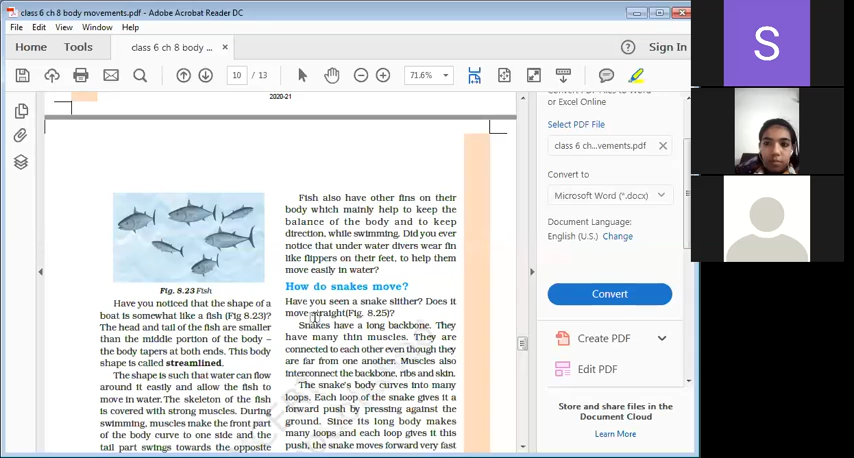 class 6 ch 8 body movements.pdf - Adobe Acrobat Reader DC
File Edit View Window Help
Home Tools class 6 ch 8 body ... × Sign In
10 / 13 71.6%
2020-21
Fig. 8.23 Fish
Have you noticed that the shape of a
boat is somewhat like a fish (Fig 8.23)?
The head and tail of the fish are smaller
than the middle portion of the body –
the body tapers at both ends. This body
shape is called streamlined.
The shape is such that water can flow
around it easily and allow the fish to
move in water. The skeleton of the fish
is covered with strong muscles. During
swimming, muscles make the front part
of the body curve to one side and the
tail part swings towards the opposite
Fish also have other fins on their
body which mainly help to keep the
balance of the body and to keep
direction, while swimming. Did you ever
notice that under water divers wear fin
like flippers on their feet, to help them
move easily in water?
How do snakes move?
Have you seen a snake slither? Does it
move straight(Fig. 8.25)?
Snakes have a long backbone. They
have many thin muscles. They are
connected to each other even though they
are far from one another. Muscles also
interconnect the backbone, ribs and skin.
The snake's body curves into many
loops. Each loop of the snake gives it a
forward push by pressing against the
ground. Since its long body makes
many loops and each loop gives it this
push, the snake moves forward very fast
or Excel Online
Select PDF File
class 6 ch...vements.pdf
Convert to
Microsoft Word (*.docx)
Document Language:
English (U.S.) Change
Convert
Create PDF
Edit PDF
Store and share files in the
Document Cloud
Learn More
S